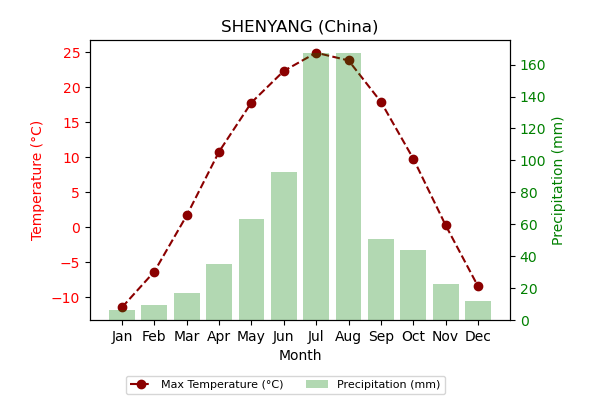 SHENYANG (China)
25
20
15
10
5
0
−5
−10
Temperature (°C)
160
140
120
100
80
60
40
20
0
Precipitation (mm)
Jan Feb Mar Apr May Jun Jul Aug Sep Oct Nov Dec
Month
Max Temperature (°C) Precipitation (mm)